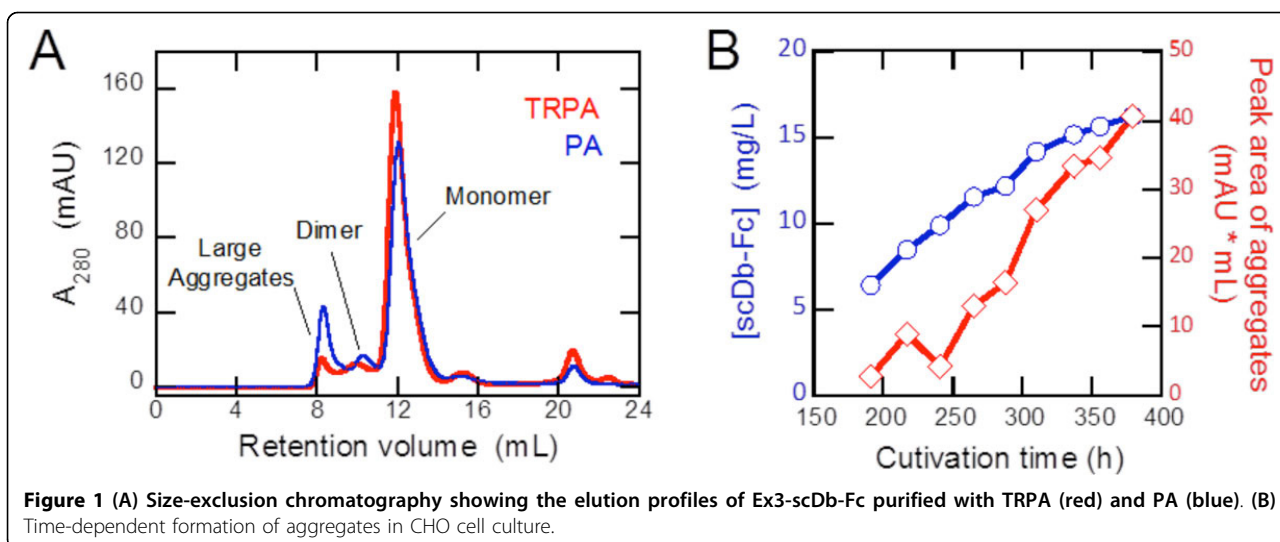 A
160
120
80
40
0
A280 (mAU)
TRPA
PA
Large
Aggregates
Dimer
Monomer
0 4 8 12 16 20 24
Retention volume (mL)
B
20
15
10
5
0
[scDb-Fc] (mg/L)
50
40
30
20
10
0
Peak area of aggregates
(mAU * mL)
150 200 250 300 350 400
Cutivation time (h)
Figure 1 (A) Size-exclusion chromatography showing the elution profiles of Ex3-scDb-Fc purified with TRPA (red) and PA (blue). (B)
Time-dependent formation of aggregates in CHO cell culture.